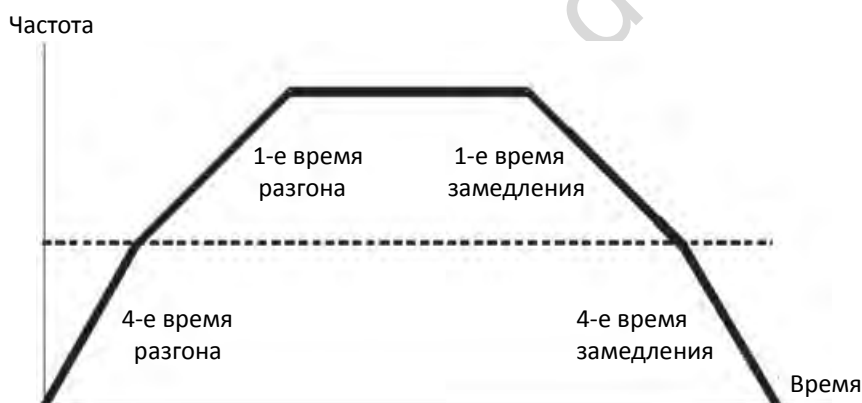 Частота
1-е время
разгона
1-е время
замедления
4-е время
разгона
4-е время
замедления
Время